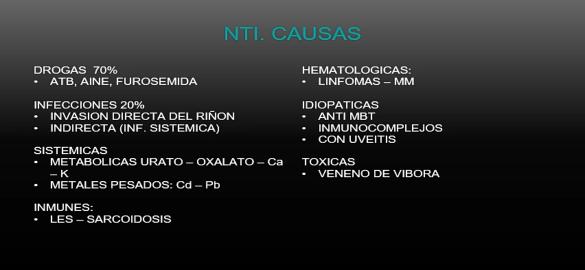 NTI. CAUSAS
DROGAS 70%
• ATB, AINE, FUROSEMIDA
INFECCIONES 20%
• INVASION DIRECTA DEL RIÑON
• INDIRECTA (INF. SISTEMICA)
SISTEMICAS
• METABOLICAS URATO – OXALATO – Ca
– K
• METALES PESADOS: Cd – Pb
INMUNES:
• LES – SARCOIDOSIS
HEMATOLOGICAS:
• LINFOMAS – MM
IDIOPATICAS
• ANTI MBT
• INMUNOCOMPLEJOS
• CON UVEITIS
TOXICAS
• VENENO DE VIBORA